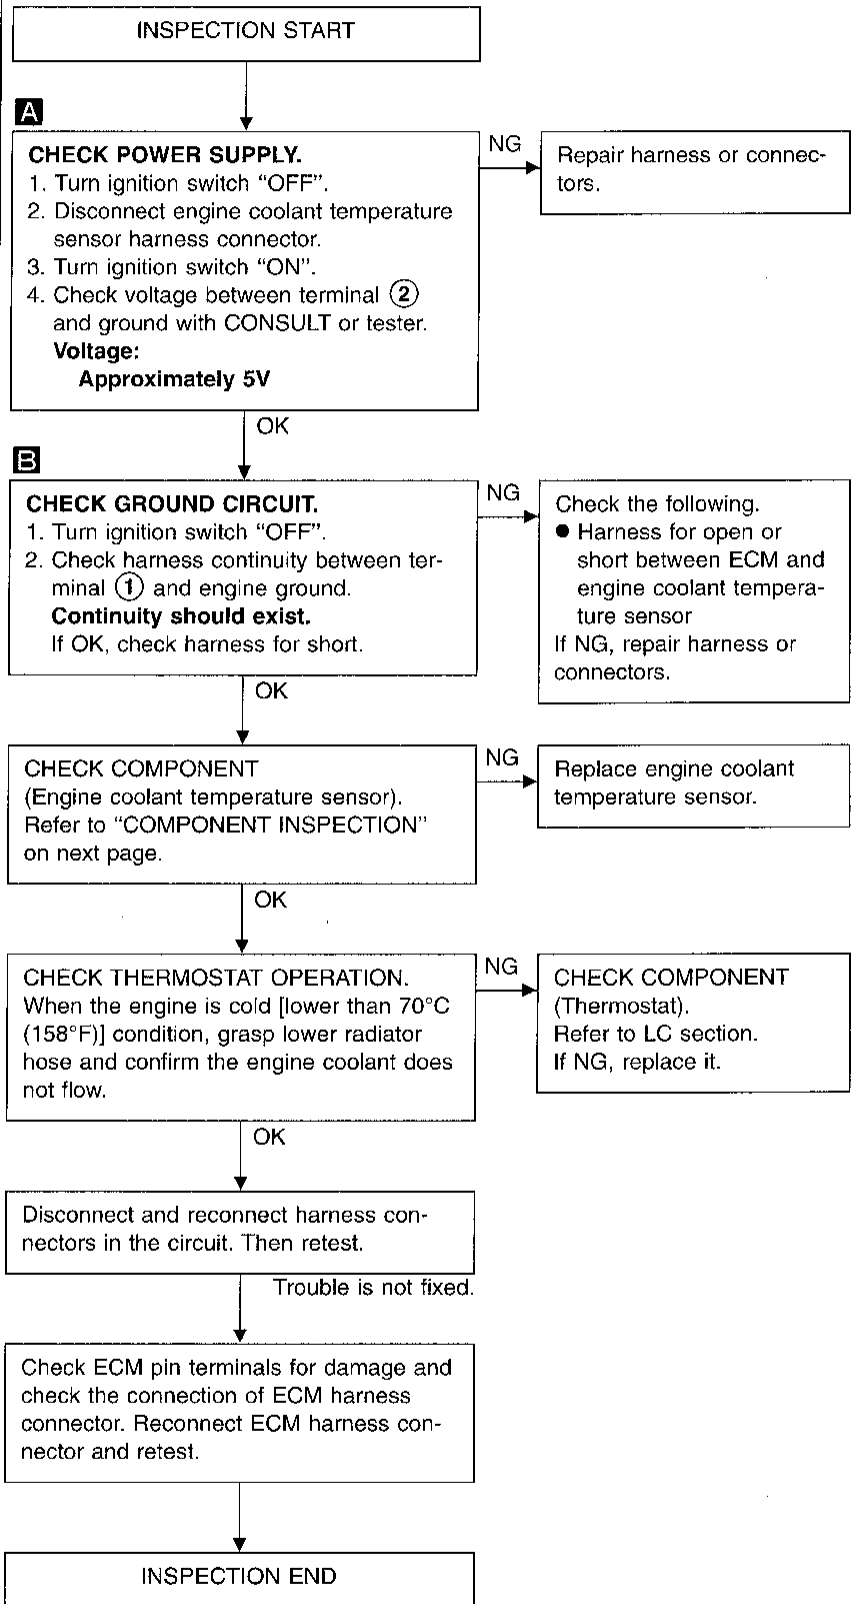 INSPECTION START
A
CHECK POWER SUPPLY.
1. Turn ignition switch “OFF”.
2. Disconnect engine coolant temperature
sensor harness connector.
3. Turn ignition switch “ON”.
4. Check voltage between terminal ②
and ground with CONSULT or tester.
Voltage:
Approximately 5V
NG
Repair harness or connec-
tors.
OK
B
CHECK GROUND CIRCUIT.
1. Turn ignition switch “OFF”.
2. Check harness continuity between ter-
minal ① and engine ground.
Continuity should exist.
If OK, check harness for short.
NG
Check the following.
● Harness for open or
short between ECM and
engine coolant tempera-
ture sensor
If NG, repair harness or
connectors.
OK
CHECK COMPONENT
(Engine coolant temperature sensor).
Refer to “COMPONENT INSPECTION”
on next page.
NG
Replace engine coolant
temperature sensor.
OK
CHECK THERMOSTAT OPERATION.
When the engine is cold [lower than 70°C
(158°F)] condition, grasp lower radiator
hose and confirm the engine coolant does
not flow.
NG
CHECK COMPONENT
(Thermostat).
Refer to LC section.
If NG, replace it.
OK
Disconnect and reconnect harness con-
nectors in the circuit. Then retest.
Trouble is not fixed.
Check ECM pin terminals for damage and
check the connection of ECM harness
connector. Reconnect ECM harness con-
nector and retest.
INSPECTION END